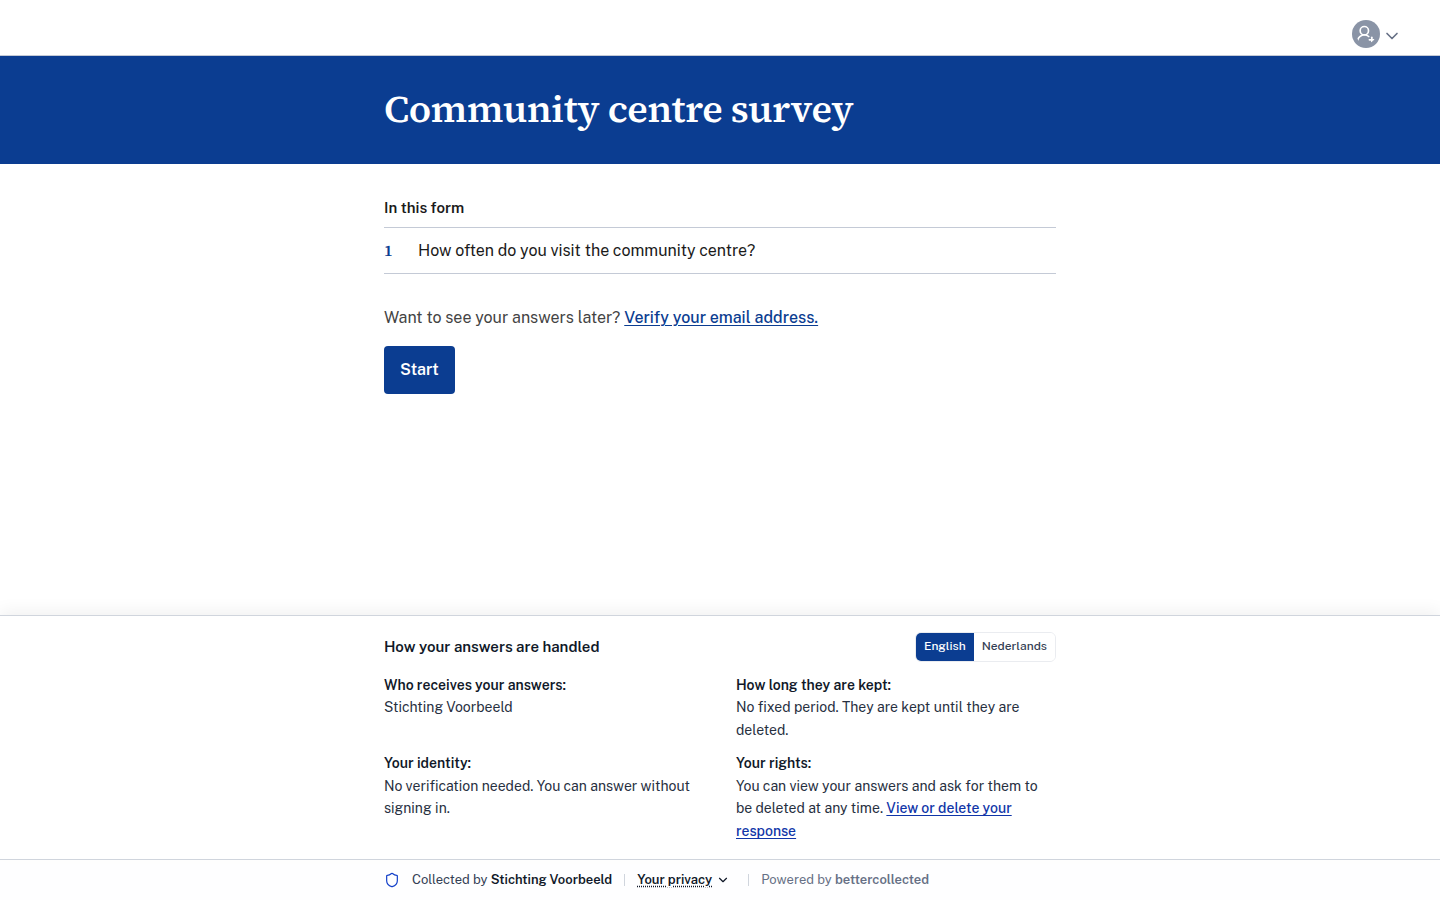 Community centre survey
In this form
1 How often do you visit the community centre?
Want to see your answers later? Verify your email address.
Start
How your answers are handled
English Nederlands
Who receives your answers:
Stichting Voorbeeld
How long they are kept:
No fixed period. They are kept until they are
deleted.
Your identity:
No verification needed. You can answer without
signing in.
Your rights:
You can view your answers and ask for them to
be deleted at any time. View or delete your
response
Collected by Stichting Voorbeeld Your privacy Powered by bettercollected